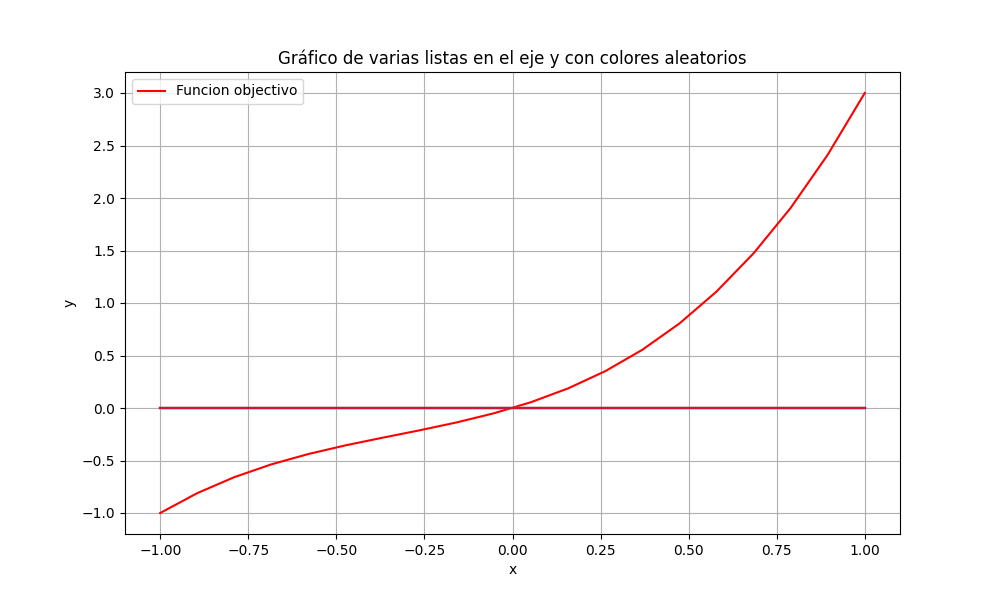 Gráfico de varias listas en el eje y con colores aleatorios
Funcion objectivo
3.0
2.5
2.0
1.5
1.0
0.5
0.0
−0.5
−1.0
y
−1.00 −0.75 −0.50 −0.25 0.00 0.25 0.50 0.75 1.00
x